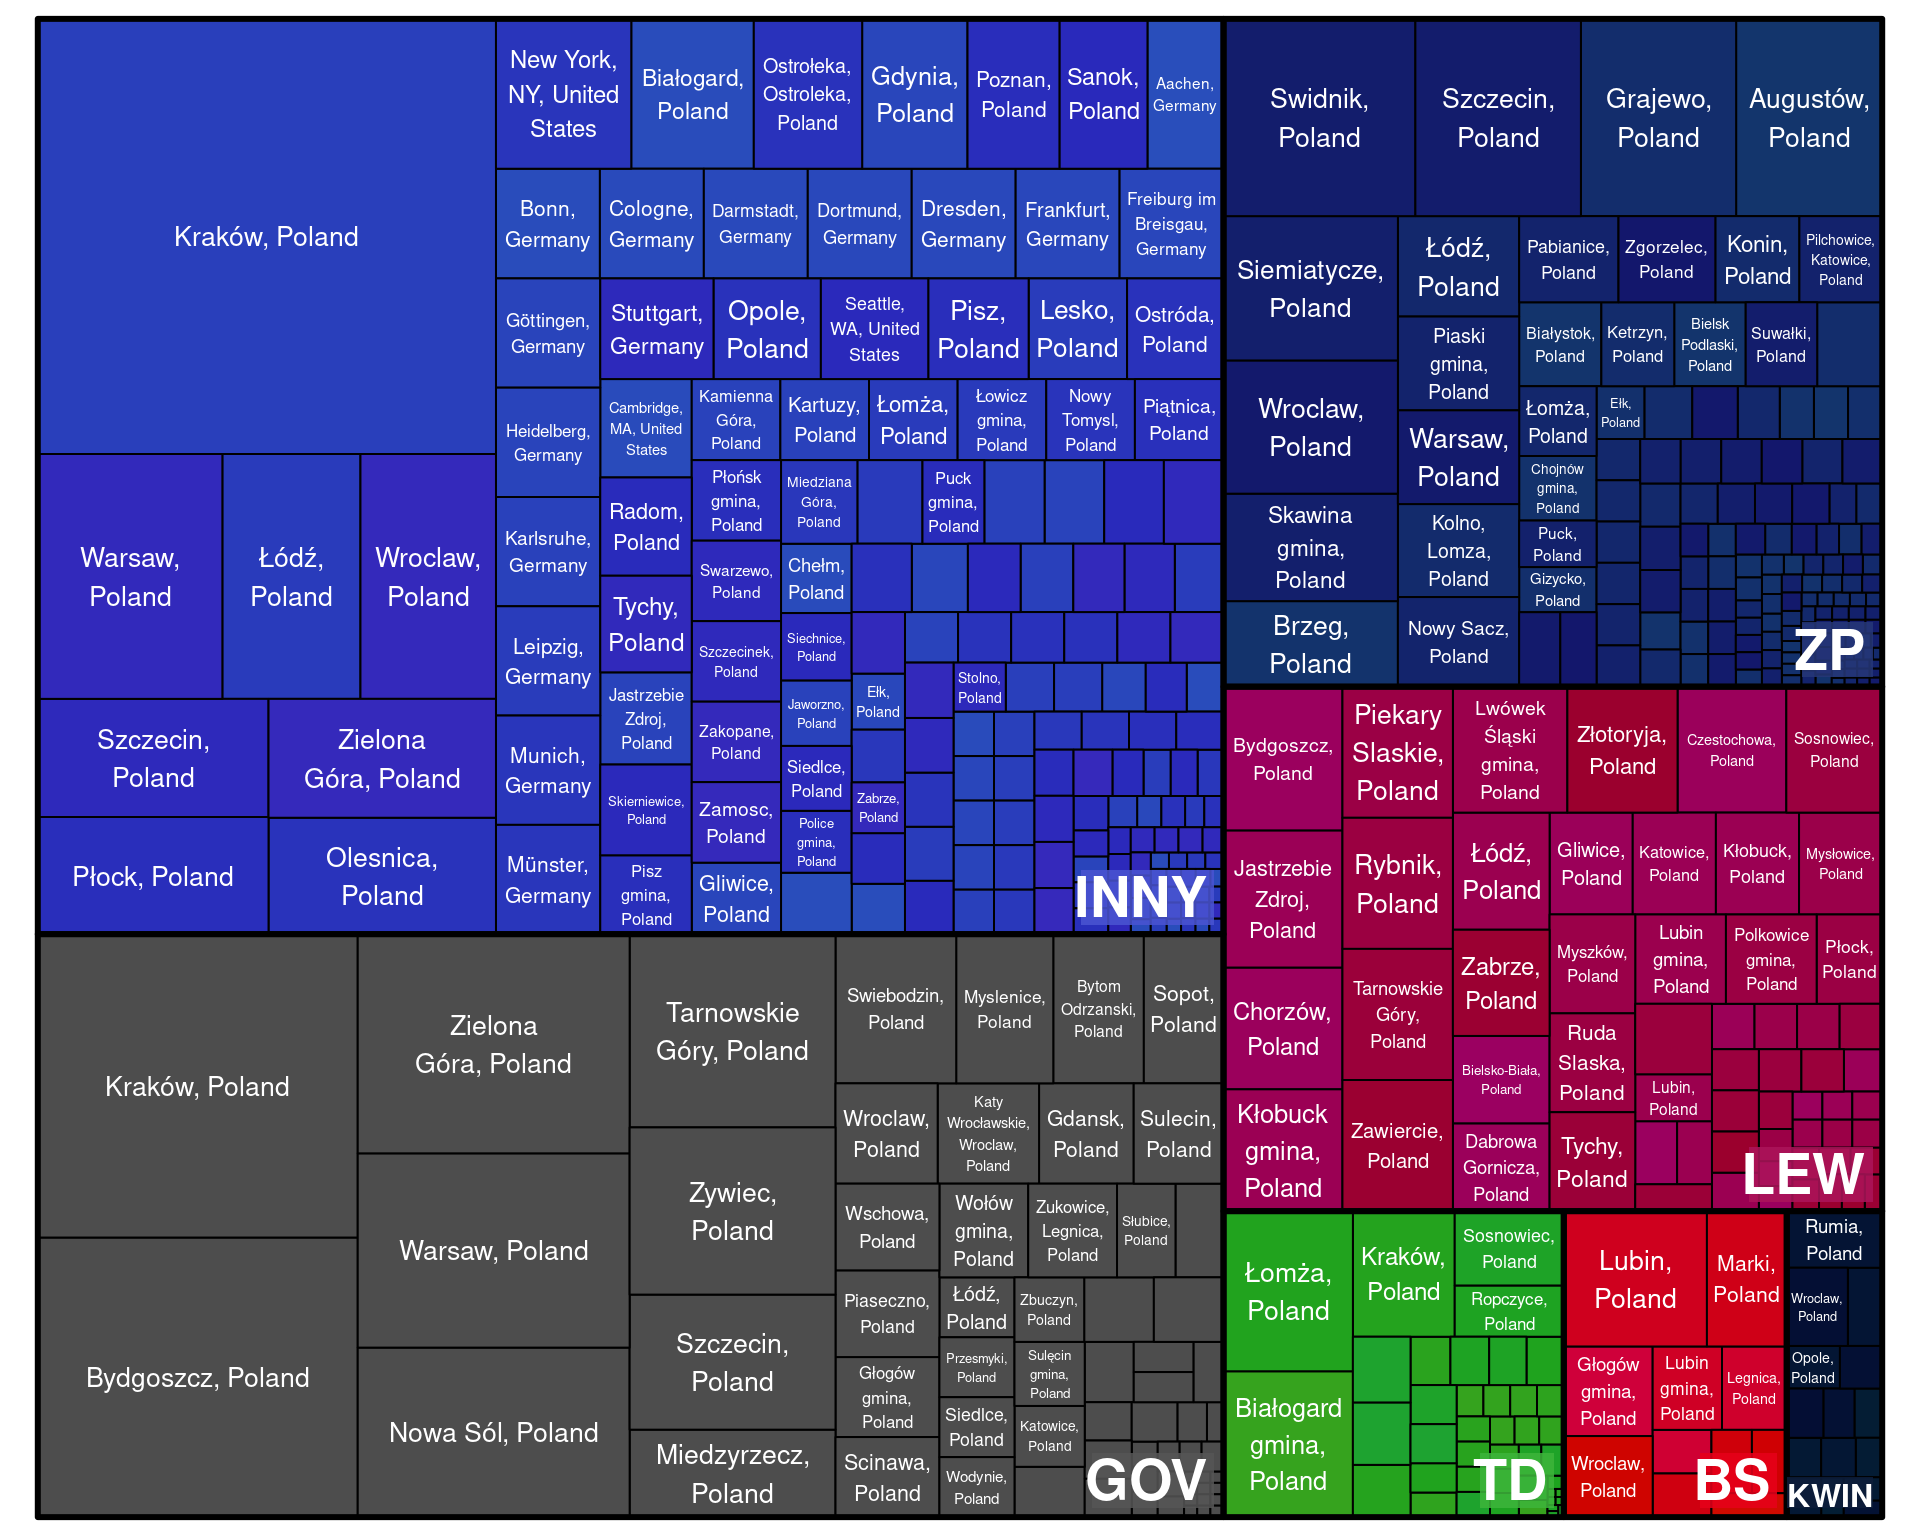 Kraków, Poland
Warsaw,
Poland
Łódź,
Poland
Wroclaw,
Poland
Szczecin,
Poland
Zielona
Góra, Poland
Płock, Poland
Olesnica,
Poland
New York,
NY, United
States
Białogard,
Poland
Ostrołeka,
Ostroleka,
Poland
Gdynia,
Poland
Poznan,
Poland
Sanok,
Poland
Aachen,
Germany
Bonn,
Germany
Cologne,
Germany
Darmstadt,
Germany
Dortmund,
Germany
Dresden,
Germany
Frankfurt,
Germany
Freiburg im
Breisgau,
Germany
Göttingen,
Germany
Heidelberg,
Germany
Karlsruhe,
Germany
Leipzig,
Germany
Munich,
Germany
Münster,
Germany
Stuttgart,
Germany
Opole,
Poland
Seattle,
WA, United
States
Pisz,
Poland
Lesko,
Poland
Ostróda,
Poland
Cambridge,
MA, United
States
Radom,
Poland
Tychy,
Poland
Jastrzebie
Zdroj,
Poland
Skierniewice,
Poland
Pisz
gmina,
Poland
Kamienna
Góra,
Poland
Kartuzy,
Poland
Łomża,
Poland
Łowicz
gmina,
Poland
Nowy
Tomysl,
Poland
Piątnica,
Poland
Płońsk
gmina,
Poland
Swarzewo,
Poland
Szczecinek,
Poland
Zakopane,
Poland
Zamosc,
Poland
Gliwice,
Poland
Miedziana
Góra,
Poland
Puck
gmina,
Poland
Chełm,
Poland
Siechnice,
Poland
Jaworzno,
Poland
Siedlce,
Poland
Police
gmina,
Poland
Ełk,
Poland
Zabrze,
Poland
Stolno,
Poland
INNY
Swidnik,
Poland
Szczecin,
Poland
Grajewo,
Poland
Augustów,
Poland
Siemiatycze,
Poland
Wroclaw,
Poland
Skawina
gmina,
Poland
Brzeg,
Poland
Łódź,
Poland
Piaski
gmina,
Poland
Warsaw,
Poland
Kolno,
Lomza,
Poland
Nowy Sacz,
Poland
Pabianice,
Poland
Zgorzelec,
Poland
Konin,
Poland
Pilchowice,
Katowice,
Poland
Białystok,
Poland
Ketrzyn,
Poland
Bielsk
Podlaski,
Poland
Suwałki,
Poland
Łomża,
Poland
Ełk,
Poland
Chojnów
gmina,
Poland
Puck,
Poland
Gizycko,
Poland
ZP
Bydgoszcz,
Poland
Jastrzebie
Zdroj,
Poland
Chorzów,
Poland
Kłobuck
gmina,
Poland
Piekary
Slaskie,
Poland
Rybnik,
Poland
Tarnowskie
Góry,
Poland
Zawiercie,
Poland
Lwówek
Śląski
gmina,
Poland
Złotoryja,
Poland
Czestochowa,
Poland
Sosnowiec,
Poland
Łódź,
Poland
Zabrze,
Poland
Bielsko-Biała,
Poland
Dabrowa
Gornicza,
Poland
Gliwice,
Poland
Katowice,
Poland
Kłobuck,
Poland
Mysłowice,
Poland
Myszków,
Poland
Ruda
Slaska,
Poland
Tychy,
Poland
Lubin
gmina,
Poland
Polkowice
gmina,
Poland
Płock,
Poland
Lubin,
Poland
LEW
Kraków, Poland
Bydgoszcz, Poland
Zielona
Góra, Poland
Warsaw, Poland
Nowa Sól, Poland
Tarnowskie
Góry, Poland
Zywiec,
Poland
Szczecin,
Poland
Miedzyrzecz,
Poland
Swiebodzin,
Poland
Myslenice,
Poland
Bytom
Odrzanski,
Poland
Sopot,
Poland
Wroclaw,
Poland
Katy
Wrocławskie,
Wroclaw,
Poland
Gdansk,
Poland
Sulecin,
Poland
Wschowa,
Poland
Piaseczno,
Poland
Głogów
gmina,
Poland
Scinawa,
Poland
Wołów
gmina,
Poland
Zukowice,
Legnica,
Poland
Słubice,
Poland
Łódź,
Poland
Przesmyki,
Poland
Siedlce,
Poland
Wodynie,
Poland
Zbuczyn,
Poland
Sulęcin
gmina,
Poland
Katowice,
Poland
GOV
Łomża,
Poland
Białogard
gmina,
Poland
Kraków,
Poland
Sosnowiec,
Poland
Ropczyce,
Poland
TD
Lubin,
Poland
Marki,
Poland
Głogów
gmina,
Poland
Lubin
gmina,
Poland
Legnica,
Poland
Wroclaw,
Poland
BS
Rumia,
Poland
Wroclaw,
Poland
Opole,
Poland
KWIN